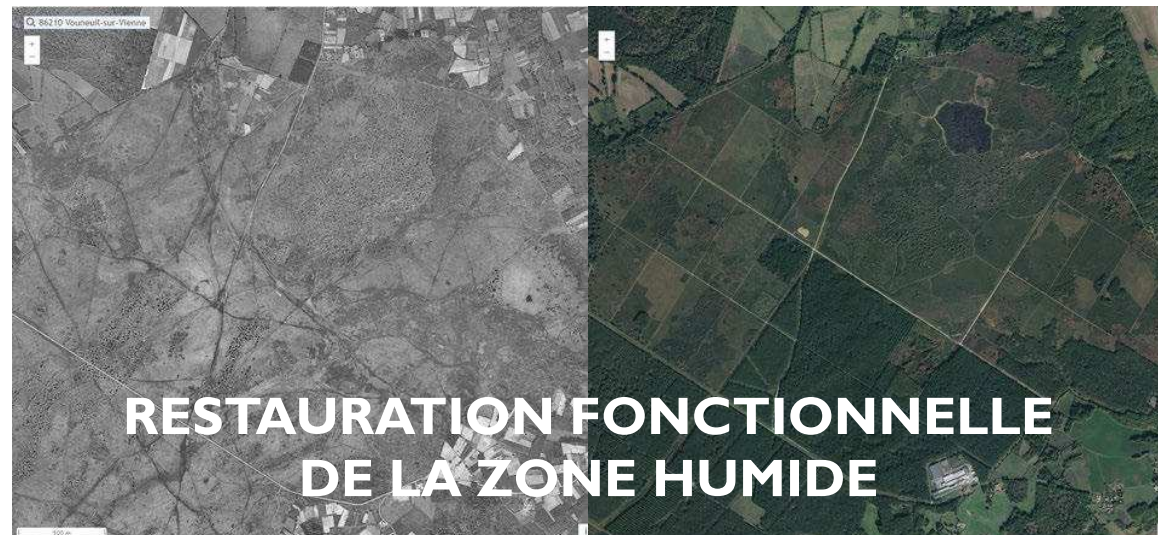 86210 Vouneuil-sur-Vienne
RESTAURATION FONCTIONNELLE
DE LA ZONE HUMIDE